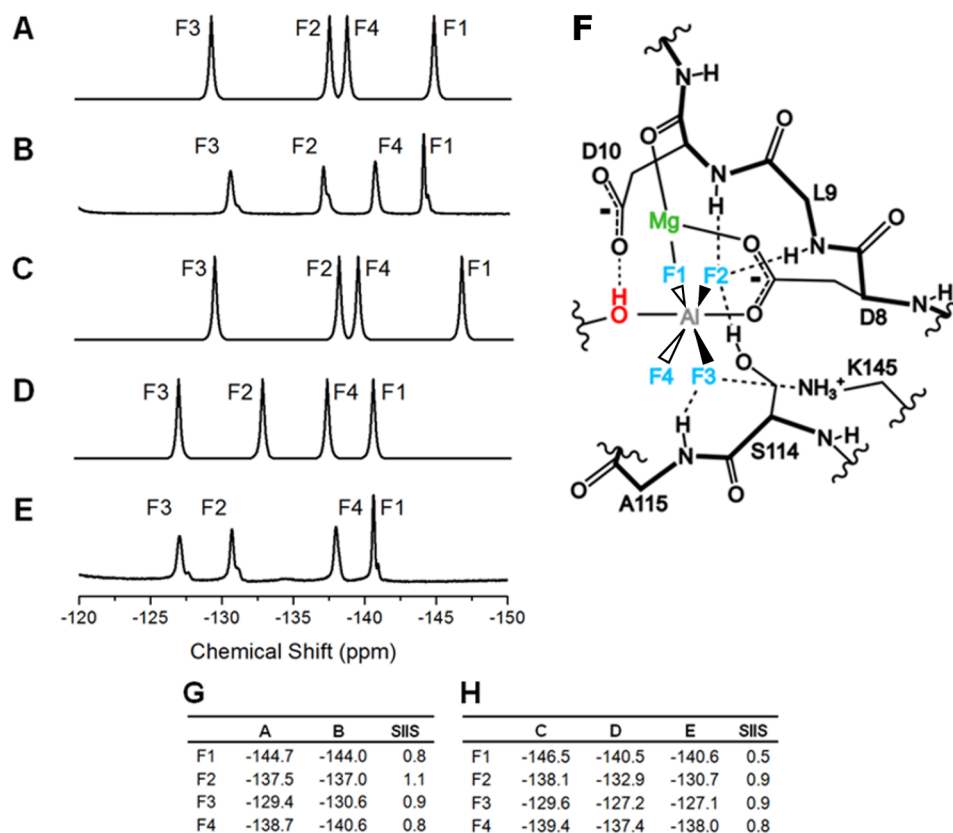 A
F3 F2 F4 F1
B
F3 F2 F4 F1
C
F3 F2 F4 F1
D
F3 F2 F4 F1
E
F3 F2 F4 F1
-120 -125 -130 -135 -140 -145 -150
Chemical Shift (ppm)
F
N-H
O
O
D10
O
N
L9
H
O
-
Mg
O
H
N
O
F1 F2
-
H
O
Al
O
D8
N
H
H
F4 F3
O
K145
NH3+
H
N
S114
N
H
O
A115
O
G
A B SIIS
F1 -144.7 -144.0 0.8
F2 -137.5 -137.0 1.1
F3 -129.4 -130.6 0.9
F4 -138.7 -140.6 0.8
H
C D E SIIS
F1 -146.5 -140.5 -140.6 0.5
F2 -138.1 -132.9 -130.7 0.9
F3 -129.6 -127.2 -127.1 0.9
F4 -139.4 -137.4 -138.0 0.8